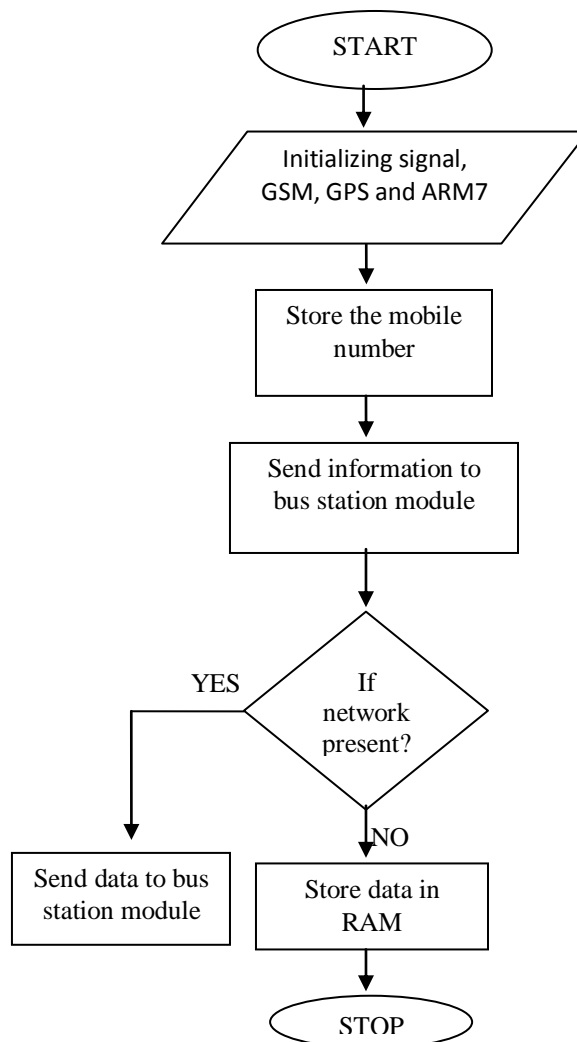 START
Initializing signal,
GSM, GPS and ARM7
Store the mobile
number
Send information to
bus station module
YES
If
network
present?
NO
Send data to bus
station module
Store data in
RAM
STOP